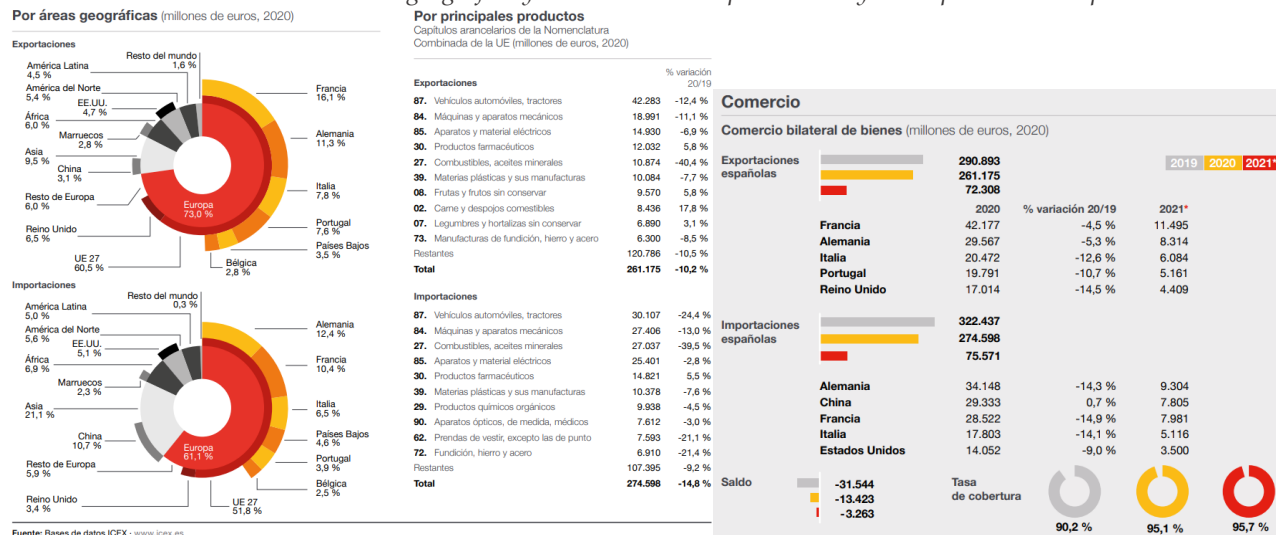 Por áreas geográficas (millones de euros, 2020)
Exportaciones
Resto del mundo
1,6 %
América Latina
4,5 %
América del Norte
5,4 %
EE.UU.
4,7 %
África
6,0 %
Marruecos
2,8 %
Asia
9,5 %
China
3,1 %
Resto de Europa
6,0 %
Reino Unido
6,5 %
UE 27
60,5 %
Europa
73,0 %
Francia
16,1 %
Alemania
11,3 %
Italia
7,8 %
Portugal
7,6 %
Países Bajos
3,5 %
Bélgica
2,8 %
Importaciones
Resto del mundo
0,3 %
América Latina
5,0 %
América del Norte
5,6 %
EE.UU.
5,1 %
África
6,9 %
Marruecos
2,3 %
Asia
21,1 %
China
10,7 %
Resto de Europa
5,9 %
Reino Unido
3,4 %
UE 27
51,8 %
Europa
61,1 %
Alemania
12,4 %
Francia
10,4 %
Italia
6,5 %
Países Bajos
4,6 %
Portugal
3,9 %
Bélgica
2,5 %
Fuente: Bases de datos ICEX · www.icex.es
Por principales productos
Capítulos arancelarios de la Nomenclatura
Combinada de la UE (millones de euros, 2020)
% variación
Exportaciones 20/19
87. Vehículos automóviles, tractores 42.283 -12,4 %
84. Máquinas y aparatos mecánicos 18.991 -11,1 %
85. Aparatos y material eléctricos 14.930 -6,9 %
30. Productos farmacéuticos 12.032 5,8 %
27. Combustibles, aceites minerales 10.874 -40,4 %
39. Materias plásticas y sus manufacturas 10.084 -7,7 %
08. Frutas y frutos sin conservar 9.570 5,8 %
02. Carne y despojos comestibles 8.436 17,8 %
07. Legumbres y hortalizas sin conservar 6.890 3,1 %
73. Manufacturas de fundición, hierro y acero 6.300 -8,5 %
Restantes 120.786 -10,5 %
Total 261.175 -10,2 %
Importaciones
87. Vehículos automóviles, tractores 30.107 -24,4 %
84. Máquinas y aparatos mecánicos 27.406 -13,0 %
27. Combustibles, aceites minerales 27.037 -39,5 %
85. Aparatos y material eléctricos 25.401 -2,8 %
30. Productos farmacéuticos 14.821 5,5 %
39. Materias plásticas y sus manufacturas 10.378 -7,6 %
29. Productos químicos orgánicos 9.938 -4,5 %
90. Aparatos ópticos, de medida, médicos 7.612 -3,0 %
62. Prendas de vestir, excepto las de punto 7.593 -21,1 %
72. Fundición, hierro y acero 6.910 -21,4 %
Restantes 107.395 -9,2 %
Total 274.598 -14,8 %
Comercio
Comercio bilateral de bienes (millones de euros, 2020)
Exportaciones
españolas
290.893
261.175
72.308
2019 2020 2021*
2020 % variación 20/19 2021*
Francia 42.177 -4,5 % 11.495
Alemania 29.567 -5,3 % 8.314
Italia 20.472 -12,6 % 6.084
Portugal 19.791 -10,7 % 5.161
Reino Unido 17.014 -14,5 % 4.409
Importaciones
españolas
322.437
274.598
75.571
Alemania 34.148 -14,3 % 9.304
China 29.333 0,7 % 7.805
Francia 28.522 -14,9 % 7.981
Italia 17.803 -14,1 % 5.116
Estados Unidos 14.052 -9,0 % 3.500
Saldo
-31.544
-13.423
-3.263
Tasa
de cobertura
90,2 %
95,1 %
95,7 %